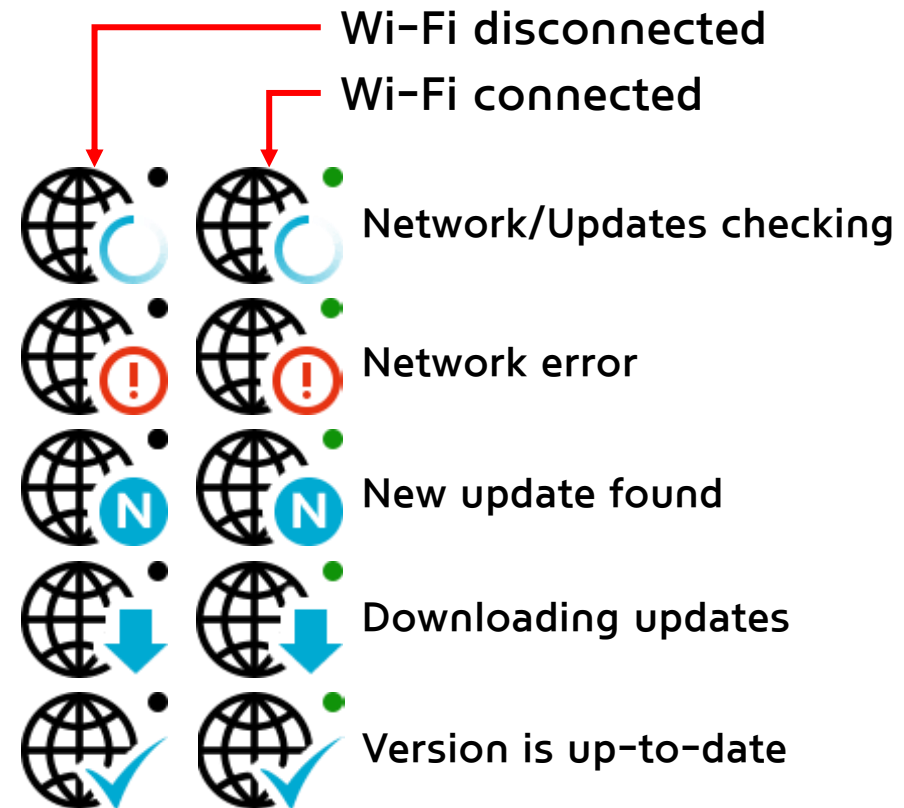 Wi-Fi disconnected
Wi-Fi connected
Network/Updates checking
!
!
Network error
N
N
New update found
Downloading updates
Version is up-to-date